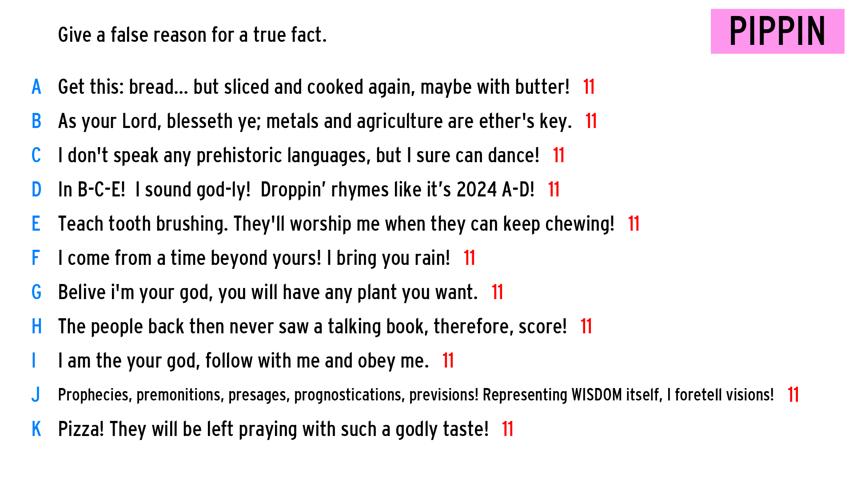 Give a false reason for a true fact.
PIPPIN
A Get this: bread... but sliced and cooked again, maybe with butter! 11
B As your Lord, blesseth ye; metals and agriculture are ether's key. 11
C I don't speak any prehistoric languages, but I sure can dance! 11
D In B-C-E! I sound god-ly! Droppin' rhymes like it's 2024 A-D! 11
E Teach tooth brushing. They'll worship me when they can keep chewing! 11
F I come from a time beyond yours! I bring you rain! 11
G Belive i'm your god, you will have any plant you want. 11
H The people back then never saw a talking book, therefore, score! 11
I I am the your god, follow with me and obey me. 11
J Prophecies, premonitions, presages, prognostications, previsions! Representing WISDOM itself, I foretell visions! 11
K Pizza! They will be left praying with such a godly taste! 11